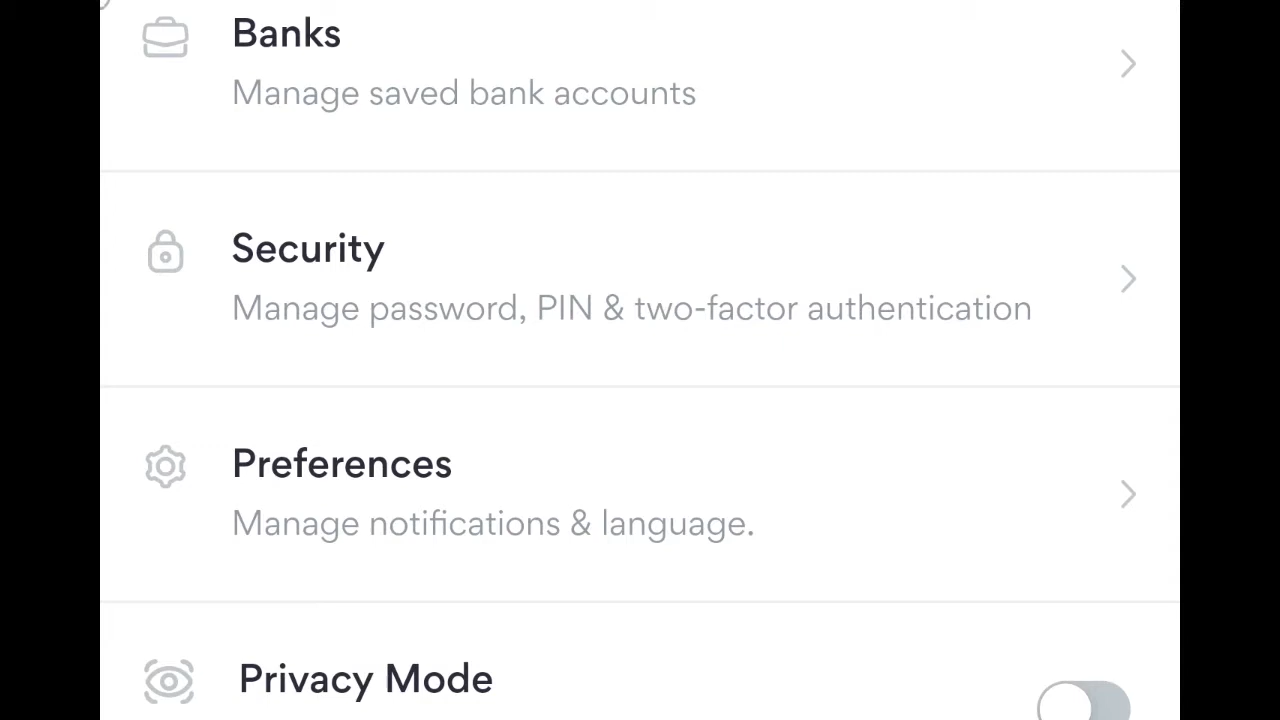 Banks
Manage saved bank accounts
Security
Manage password, PIN & two-factor authentication
Preferences
Manage notifications & language.
Privacy Mode